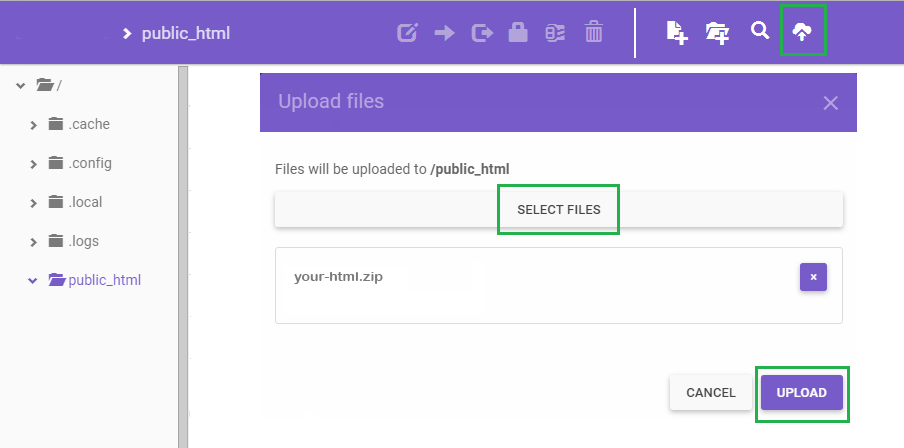 public_html
/
.cache
.config
.local
.logs
public_html
Upload files
Files will be uploaded to /public_html
SELECT FILES
your-html.zip
CANCEL
UPLOAD